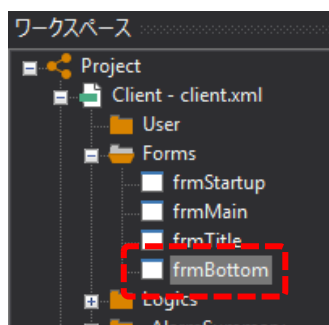 ワークスペース
Project
Client - client.xml
User
Forms
frmStartup
frmMain
frmTitle
frmBottom
Logics